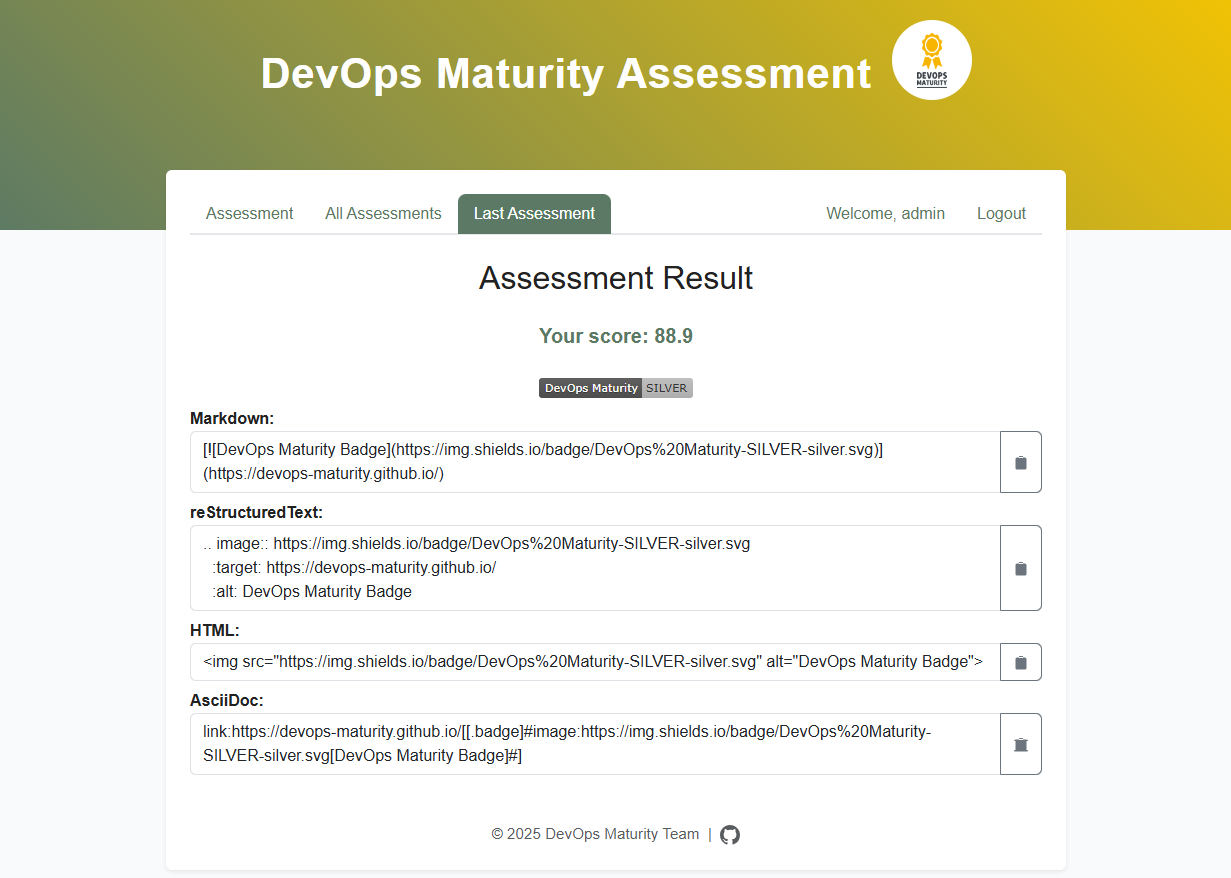 DevOps Maturity Assessment
DEVOPS
MATURITY
Assessment
All Assessments
Last Assessment
Welcome, admin
Logout
Assessment Result
Your score: 88.9
DevOps Maturity SILVER
Markdown:
[![DevOps Maturity Badge](https://img.shields.io/badge/DevOps%20Maturity-SILVER-silver.svg)]
(https://devops-maturity.github.io/)
reStructuredText:
.. image:: https://img.shields.io/badge/DevOps%20Maturity-SILVER-silver.svg
:target: https://devops-maturity.github.io/
:alt: DevOps Maturity Badge
HTML:
<img src="https://img.shields.io/badge/DevOps%20Maturity-SILVER-silver.svg" alt="DevOps Maturity Badge">
AsciiDoc:
link:https://devops-maturity.github.io/[[.badge]#image:https://img.shields.io/badge/DevOps%20Maturity-
SILVER-silver.svg[DevOps Maturity Badge]#]
© 2025 DevOps Maturity Team |